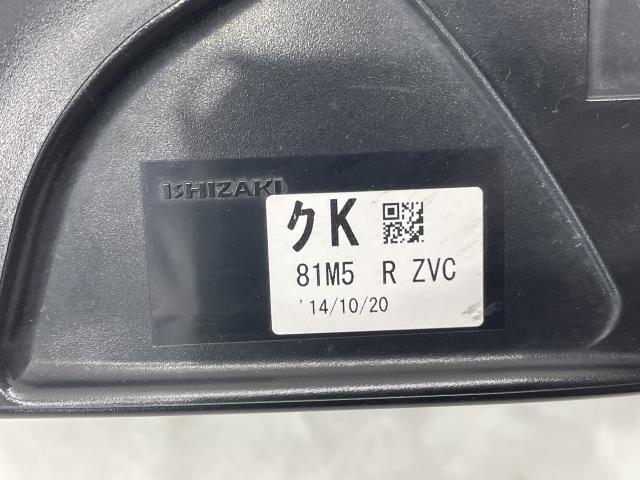 ISHIZAKI
クK
81M5 R ZVC
'14/10/20